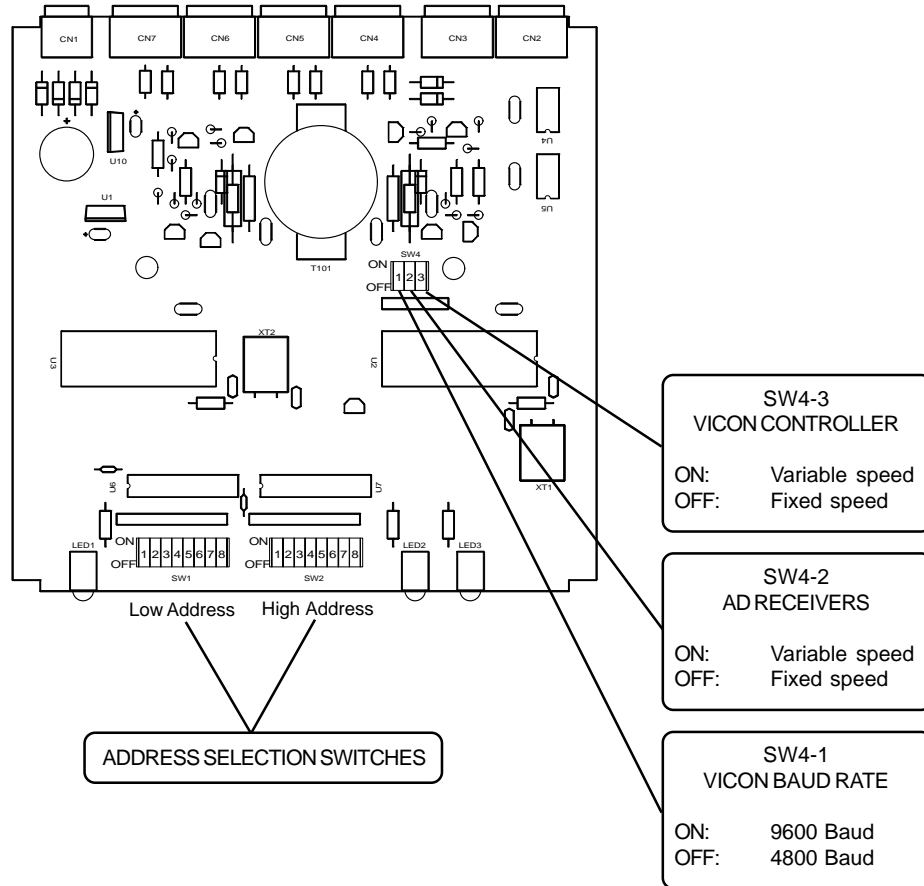 CN1 CN7 CN6 CN5 CN4 CN3 CN2
+
+
U10
U4
U1
U5
+
T101
SW4
ON
OFF
1 2 3
U3
XT2
U2
XT1
U6
U7
ON
OFF
1 2 3 4 5 6 7 8
SW1
ON
OFF
1 2 3 4 5 6 7 8
SW2
LED1
LED2
LED3
Low Address
High Address
ADDRESS SELECTION SWITCHES
SW4-3
VICON CONTROLLER
ON: Variable speed
OFF: Fixed speed
SW4-2
AD RECEIVERS
ON: Variable speed
OFF: Fixed speed
SW4-1
VICON BAUD RATE
ON: 9600 Baud
OFF: 4800 Baud